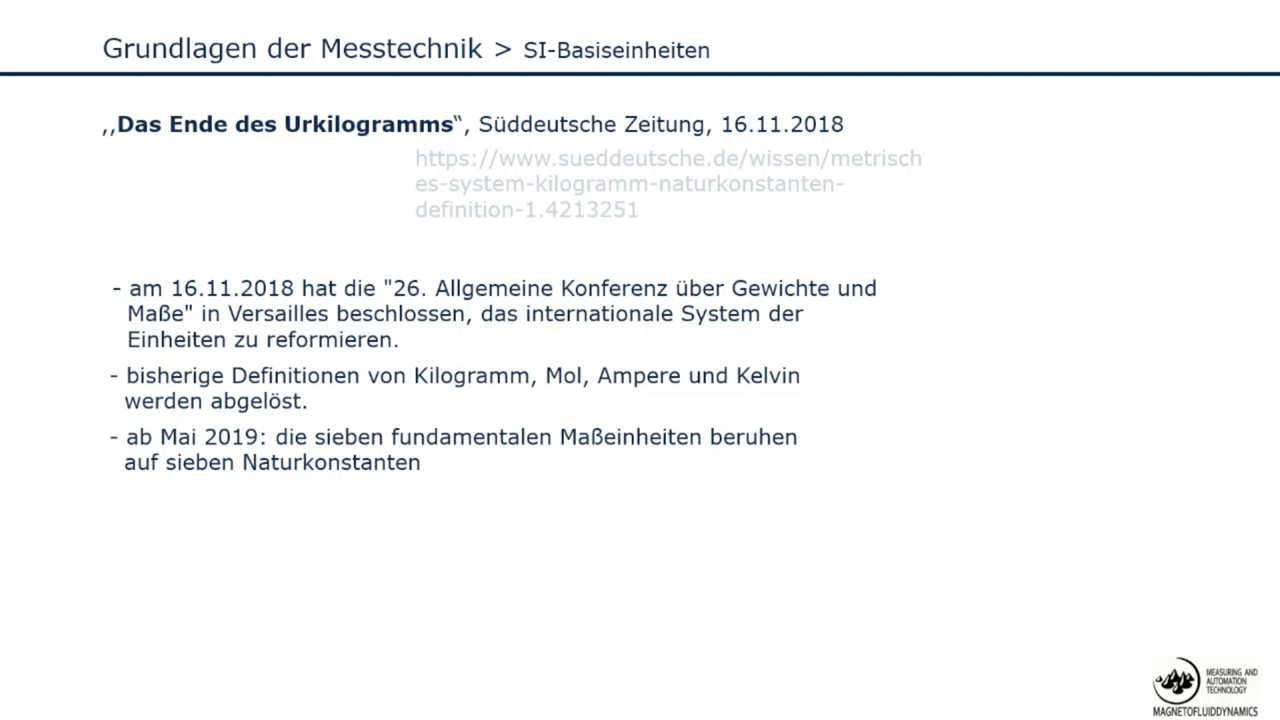 Grundlagen der Messtechnik > SI-Basiseinheiten
,,Das Ende des Urkilogramms“, Süddeutsche Zeitung, 16.11.2018
https://www.sueddeutsche.de/wissen/metrisch
es-system-kilogramm-naturkonstanten-
definition-1.4213251
- am 16.11.2018 hat die "26. Allgemeine Konferenz über Gewichte und
Maße" in Versailles beschlossen, das internationale System der
Einheiten zu reformieren.
- bisherige Definitionen von Kilogramm, Mol, Ampere und Kelvin
werden abgelöst.
- ab Mai 2019: die sieben fundamentalen Maßeinheiten beruhen
auf sieben Naturkonstanten
MEASURING AND
AUTOMATION
TECHNOLOGY
MAGNETOFLUIDDYNAMICS